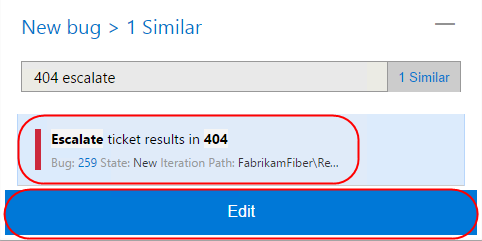 New bug > 1 Similar
404 escalate 1 Similar
Escalate ticket results in 404
Bug: 259 State: New Iteration Path: FabrikamFiber\Re...
Edit